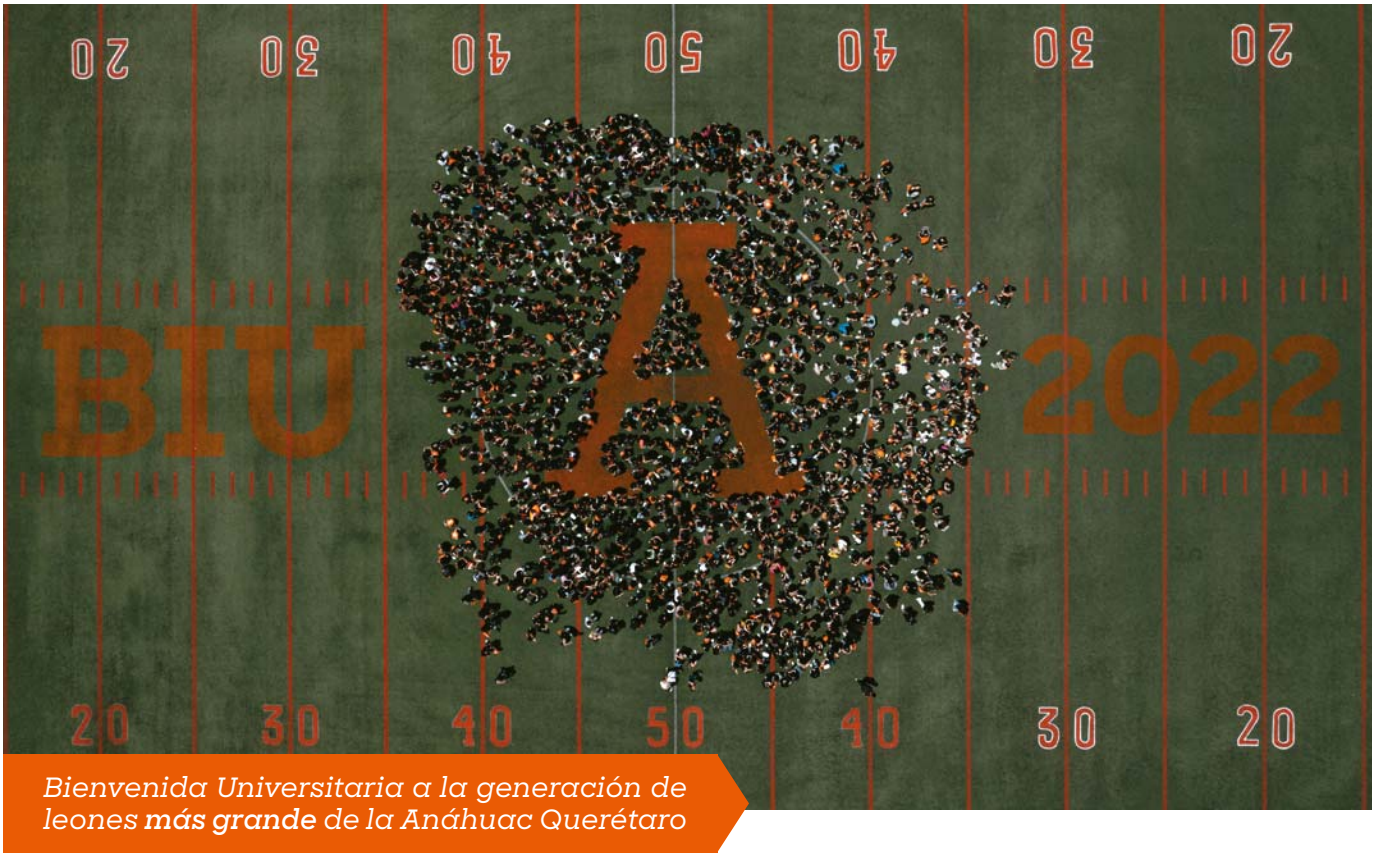 20 30 40 50 40 30 20
A
BIU 2022
20 30 40 50 40 30 20
Bienvenida Universitaria a la generación de
leones más grande de la Anáhuac Querétaro